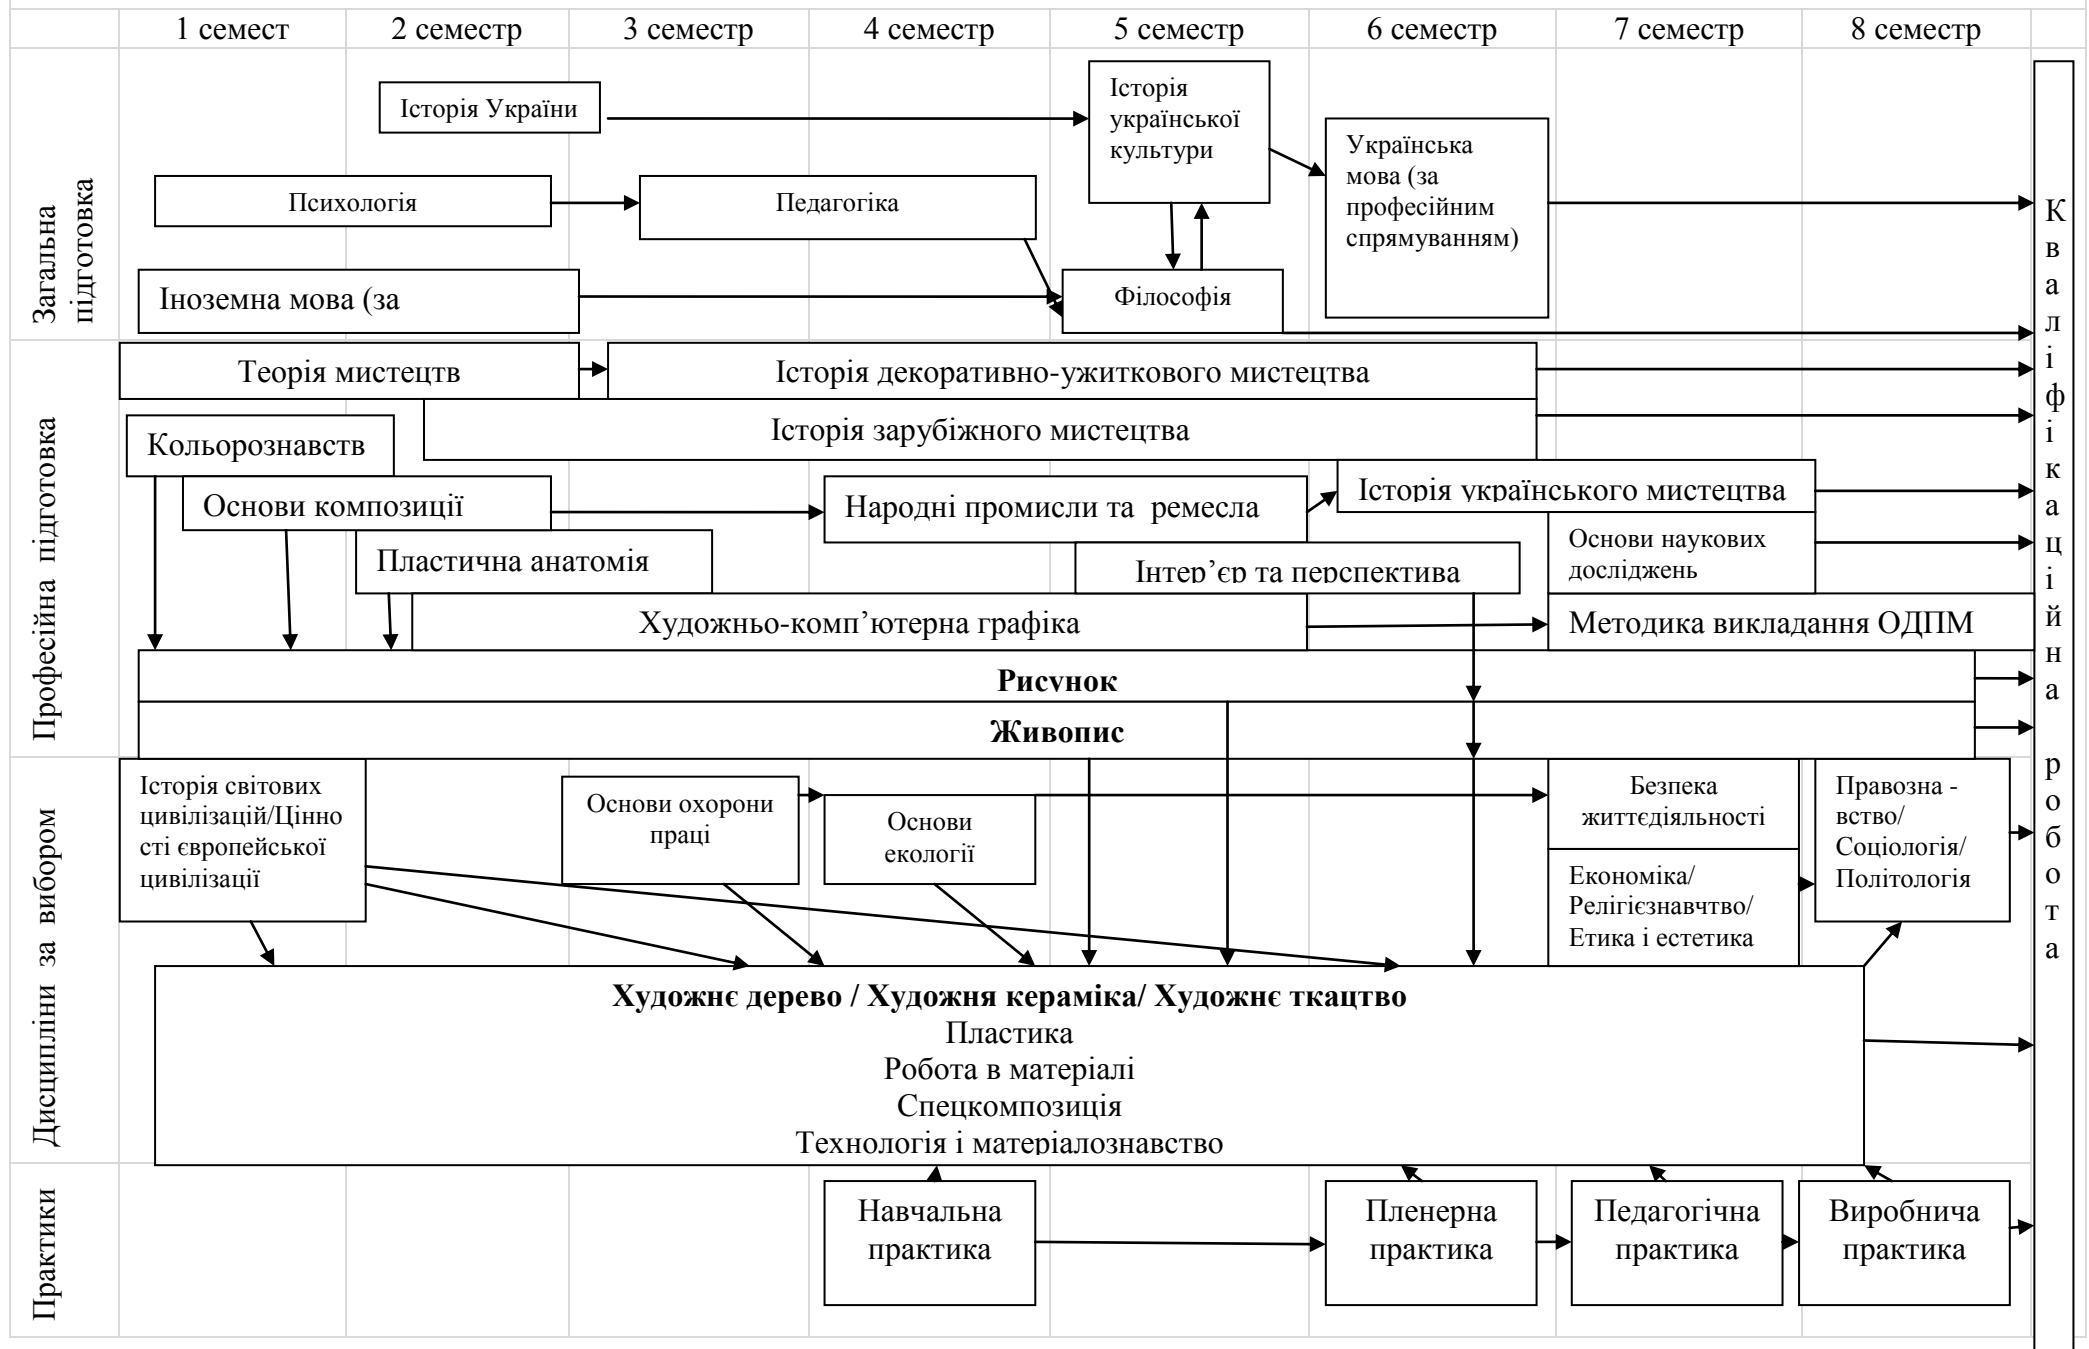 1 семест
2 семестр
3 семестр
4 семестр
5 семестр
6 семестр
7 семестр
8 семестр
Загальна
підготовка
Історія України
Історія
української
культури
Українська
мова (за
професійним
спрямуванням)
Психологія
Педагогіка
Іноземна мова (за
Філософія
Професійна підготовка
Теорія мистецтв
Історія декоративно-ужиткового мистецтва
Історія зарубіжного мистецтва
Кольорознавств
Основи композиції
Народні промисли та ремесла
Історія українського мистецтва
Пластична анатомія
Інтер’єр та перспектива
Основи наукових
досліджень
Художньо-комп’ютерна графіка
Методика викладання ОДПМ
Рисунок
Живопис
Дисципліни за вибором
Історія світових
цивілізацій/Цінно
сті європейської
цивілізації
Основи охорони
праці
Основи
екології
Безпека
життєдіяльності
Економіка/
Релігієзнавчтво/
Етика і естетика
Правозна -
вство/
Соціологія/
Політологія
Художнє дерево / Художня кераміка/ Художнє ткацтво
Пластика
Робота в матеріалі
Спецкомпозиція
Технологія і матеріалознавство
Практики
Навчальна
практика
Пленерна
практика
Педагогічна
практика
Виробнича
практика
К
в
а
л
і
ф
і
к
а
ц
і
й
н
а
р
о
б
о
т
а